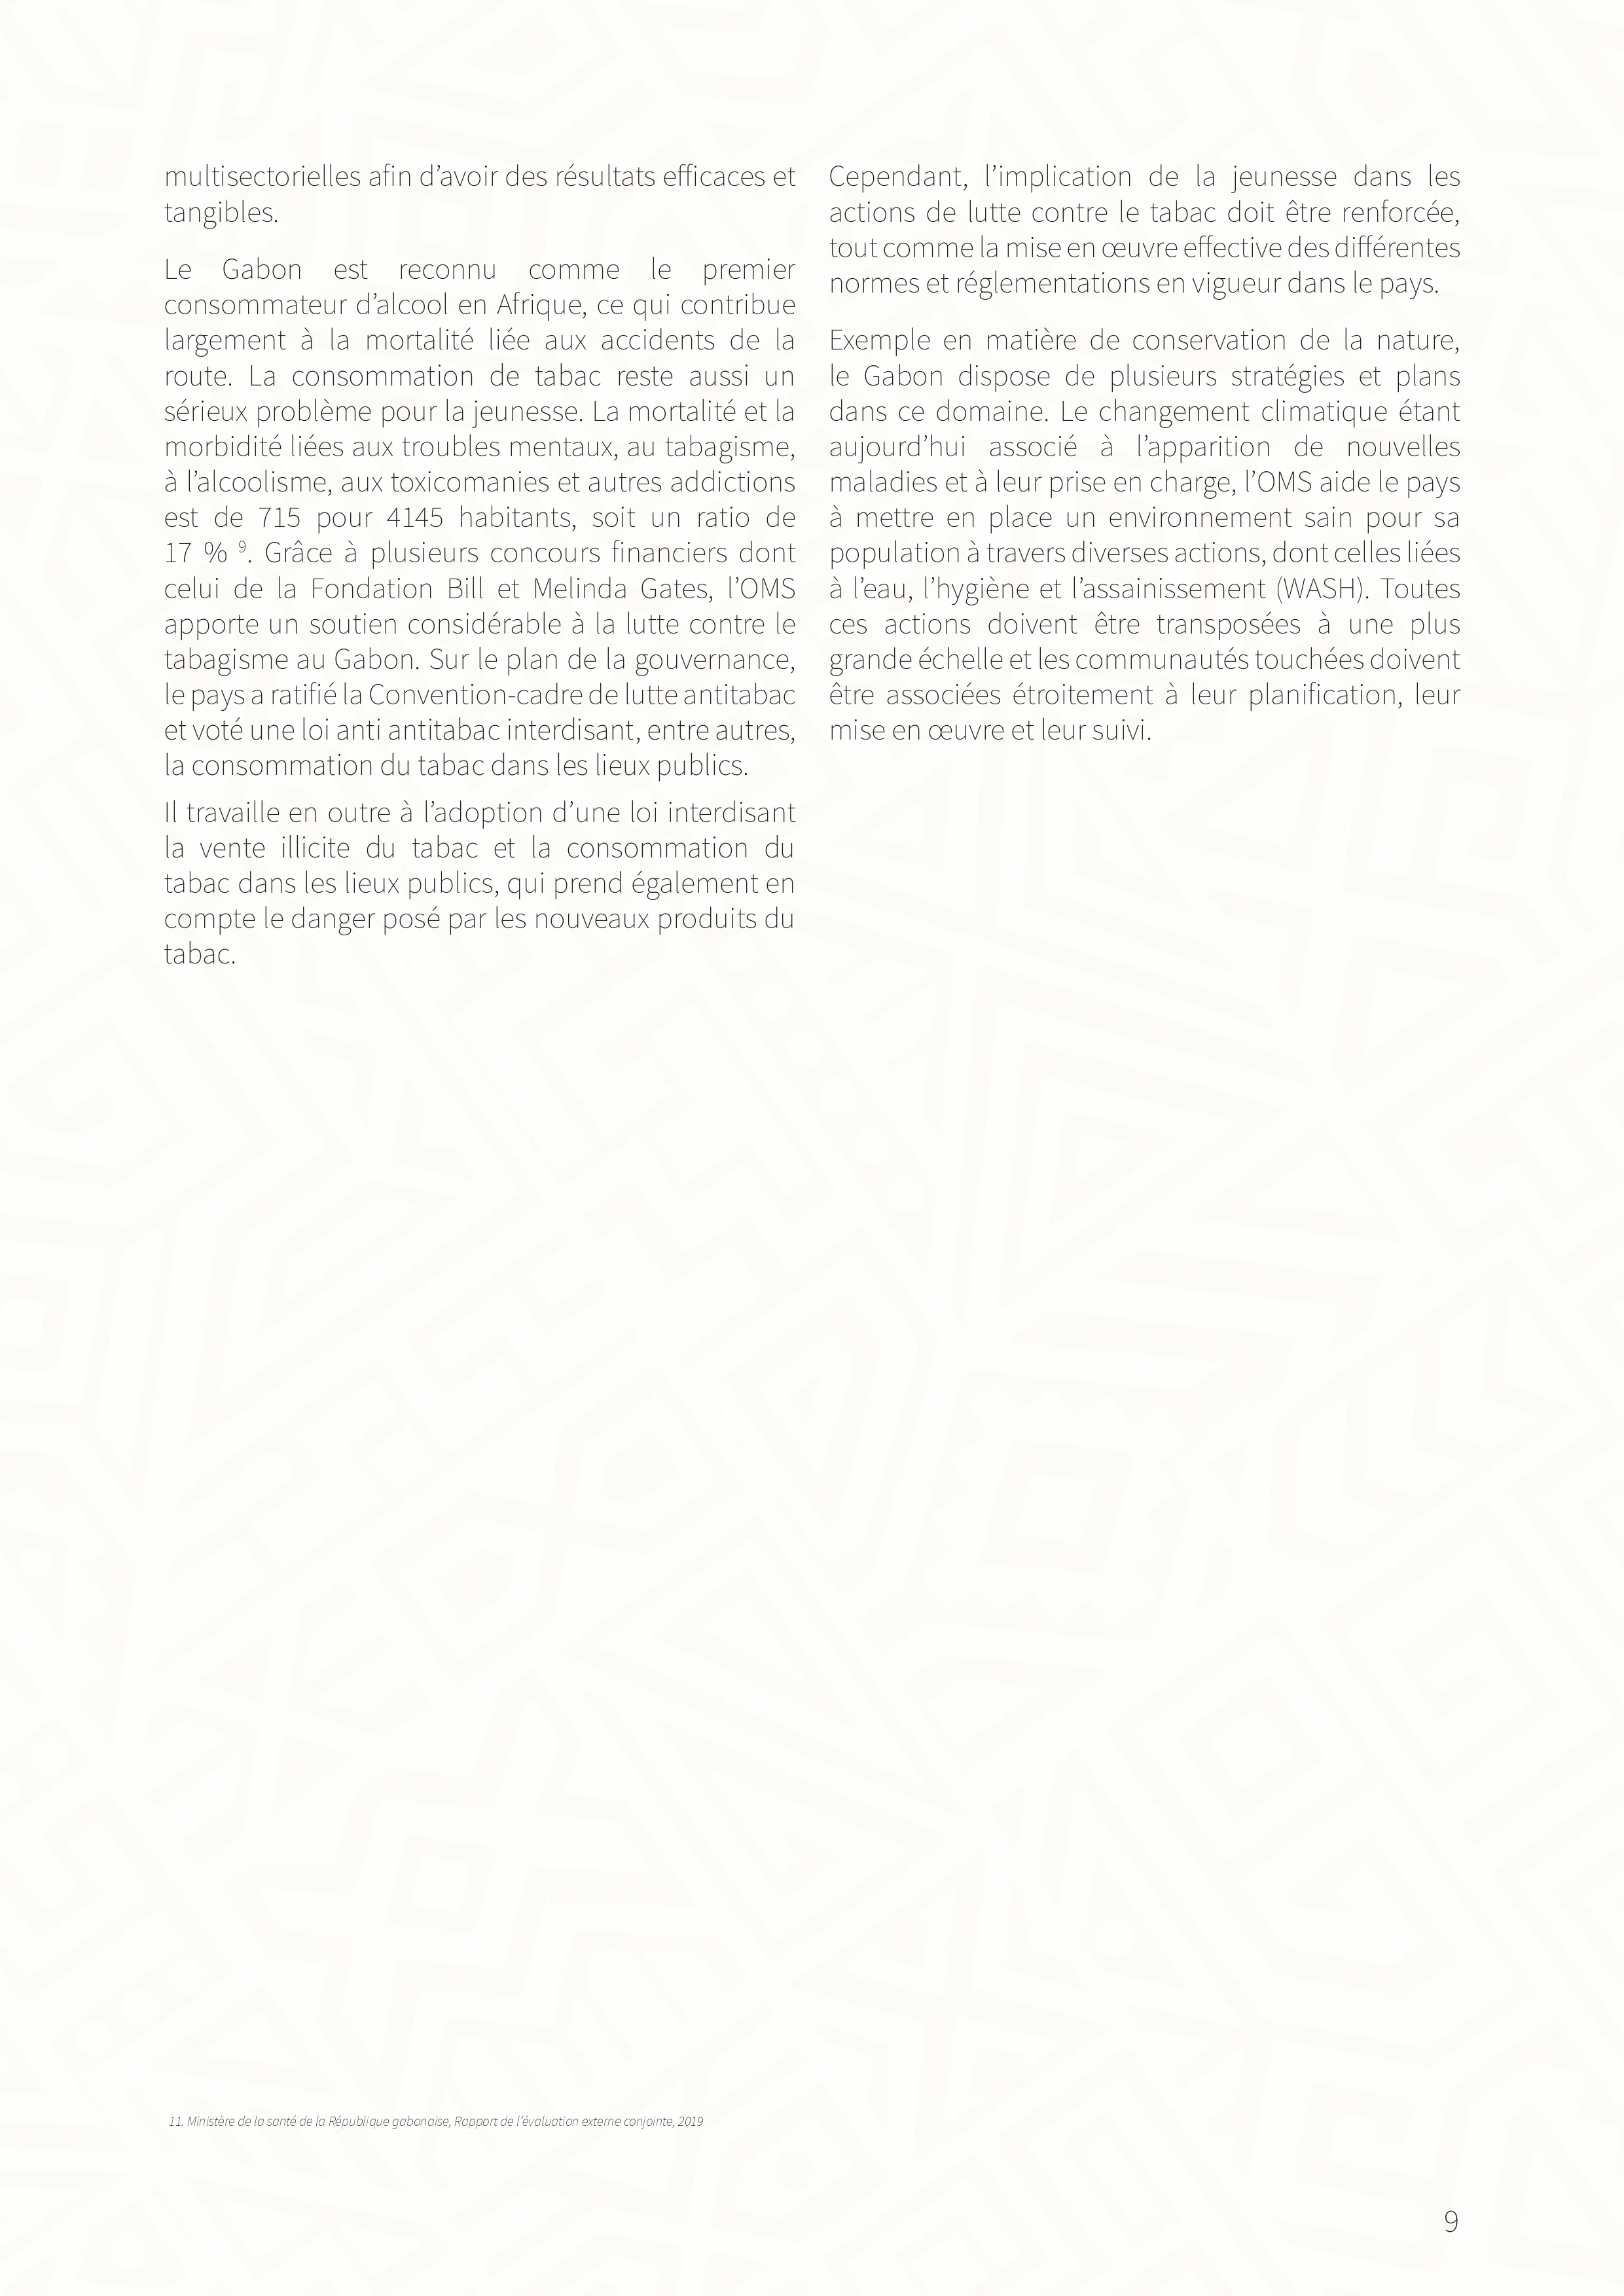 multisectorielles afin d’avoir des résultats efficaces et
tangibles.
Le Gabon est reconnu comme le premier
consommateur d’alcool en Afrique, ce qui contribue
largement à la mortalité liée aux accidents de la
route. La consommation de tabac reste aussi un
sérieux problème pour la jeunesse. La mortalité et la
morbidité liées aux troubles mentaux, au tabagisme,
à l’alcoolisme, aux toxicomanies et autres addictions
est de 715 pour 4145 habitants, soit un ratio de
17 % ⁹. Grâce à plusieurs concours financiers dont
celui de la Fondation Bill et Melinda Gates, l’OMS
apporte un soutien considérable à la lutte contre le
tabagisme au Gabon. Sur le plan de la gouvernance,
le pays a ratifié la Convention-cadre de lutte antitabac
et voté une loi anti antitabac interdisant, entre autres,
la consommation du tabac dans les lieux publics.
Il travaille en outre à l’adoption d’une loi interdisant
la vente illicite du tabac et la consommation du
tabac dans les lieux publics, qui prend également en
compte le danger posé par les nouveaux produits du
tabac.
Cependant, l’implication de la jeunesse dans les
actions de lutte contre le tabac doit être renforcée,
tout comme la mise en œuvre effective des différentes
normes et réglementations en vigueur dans le pays.
Exemple en matière de conservation de la nature,
le Gabon dispose de plusieurs stratégies et plans
dans ce domaine. Le changement climatique étant
aujourd’hui associé à l’apparition de nouvelles
maladies et à leur prise en charge, l’OMS aide le pays
à mettre en place un environnement sain pour sa
population à travers diverses actions, dont celles liées
à l’eau, l’hygiène et l’assainissement (WASH). Toutes
ces actions doivent être transposées à une plus
grande échelle et les communautés touchées doivent
être associées étroitement à leur planification, leur
mise en œuvre et leur suivi.
11. Ministère de la santé de la République gabonaise, Rapport de l’évaluation externe conjointe, 2019
9